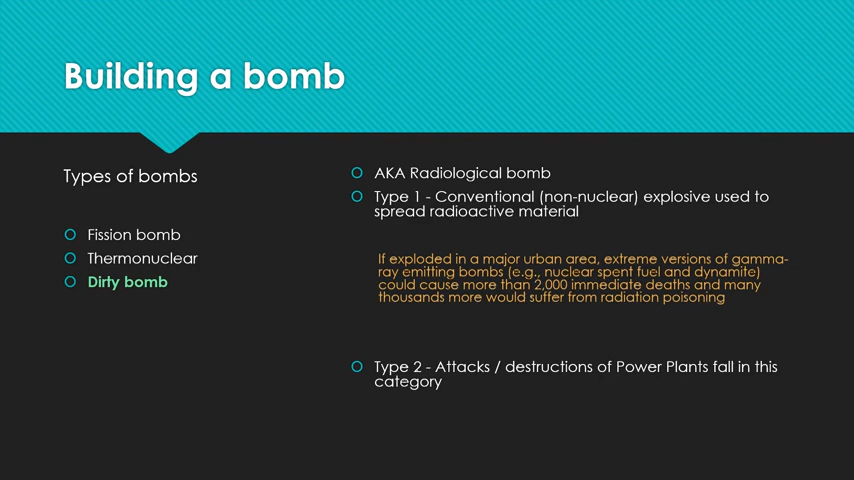 Building a bomb
Types of bombs
Fission bomb
Thermonuclear
Dirty bomb
AKA Radiological bomb
Type 1 - Conventional (non-nuclear) explosive used to
spread radioactive material
If exploded in a major urban area, extreme versions of gamma-
ray emitting bombs (e.g., nuclear spent fuel and dynamite)
could cause more than 2,000 immediate deaths and many
thousands more would suffer from radiation poisoning
Type 2 - Attacks / destructions of Power Plants fall in this
category